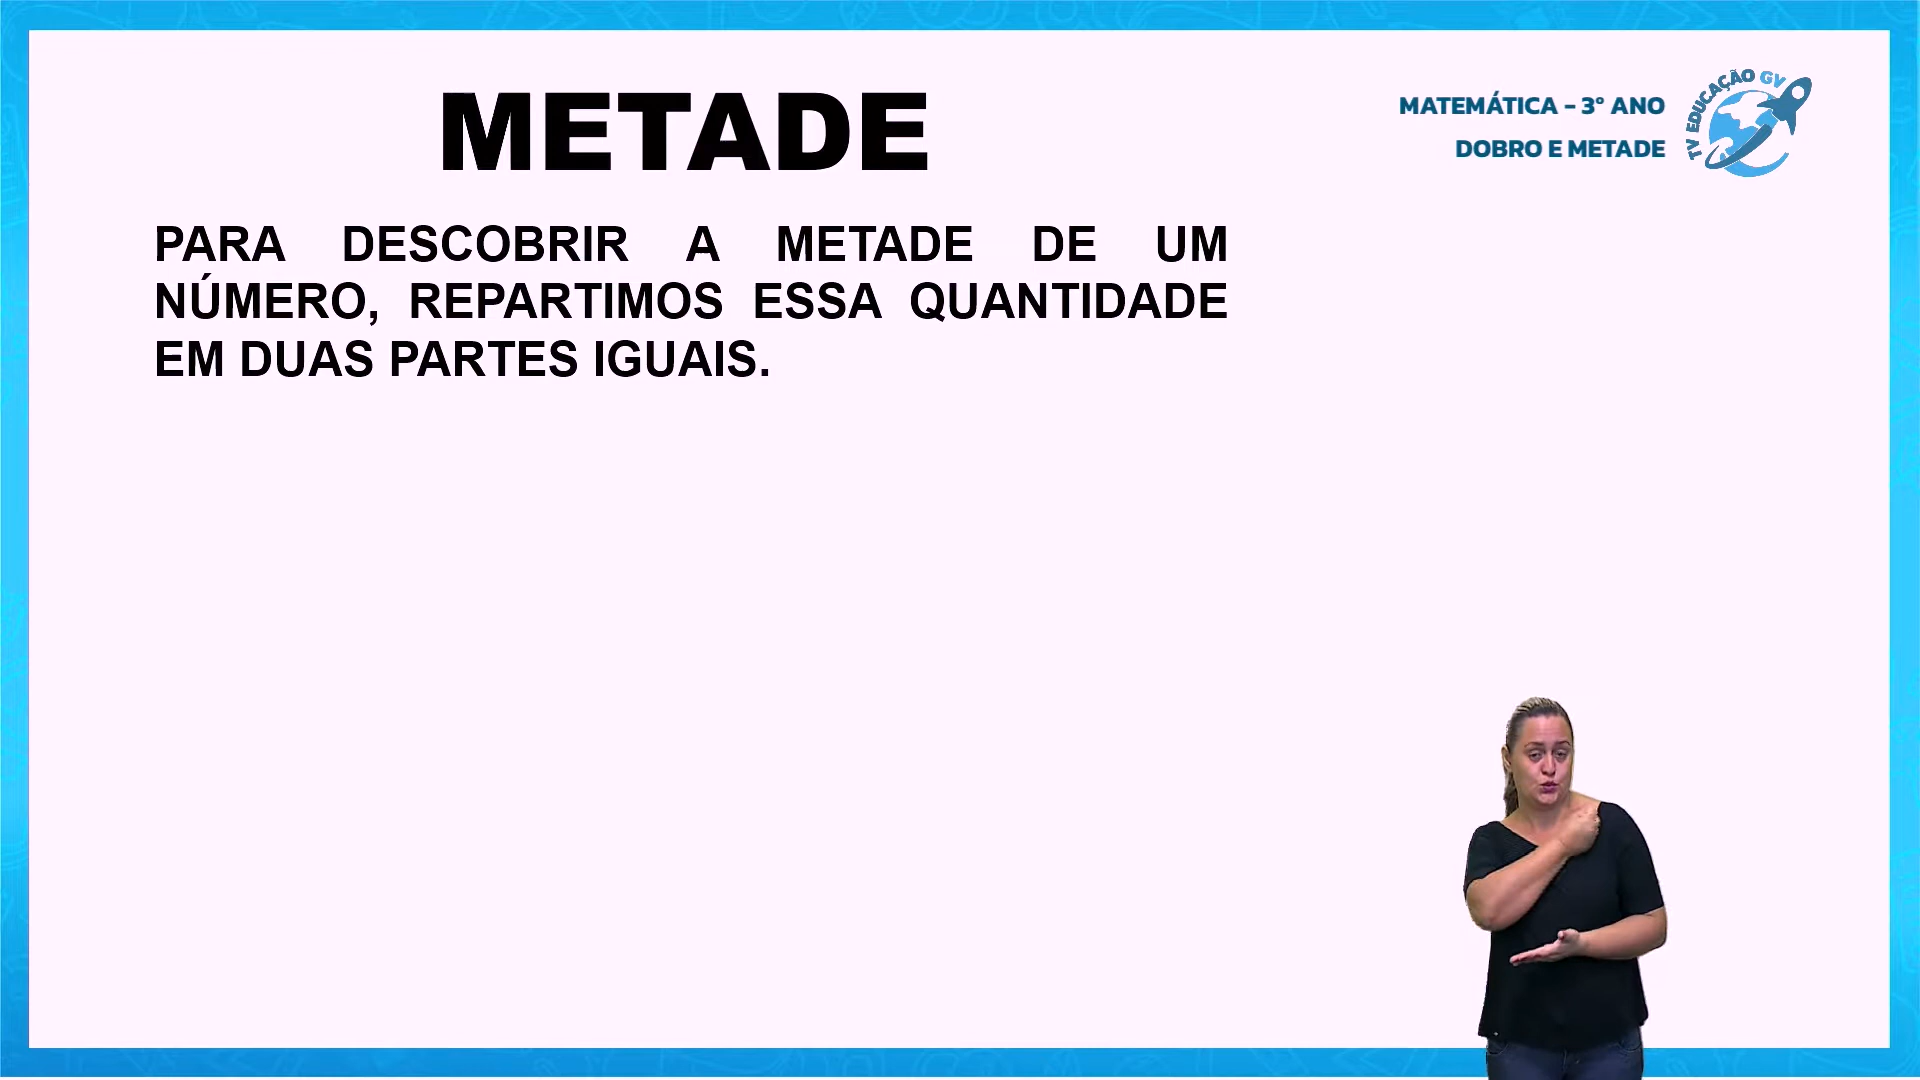 METADE
MATEMÁTICA - 3° ANO
DOBRO E METADE
TV EDUCAÇÃO GV
PARA DESCOBRIR A METADE DE UM
NÚMERO, REPARTIMOS ESSA QUANTIDADE
EM DUAS PARTES IGUAIS.